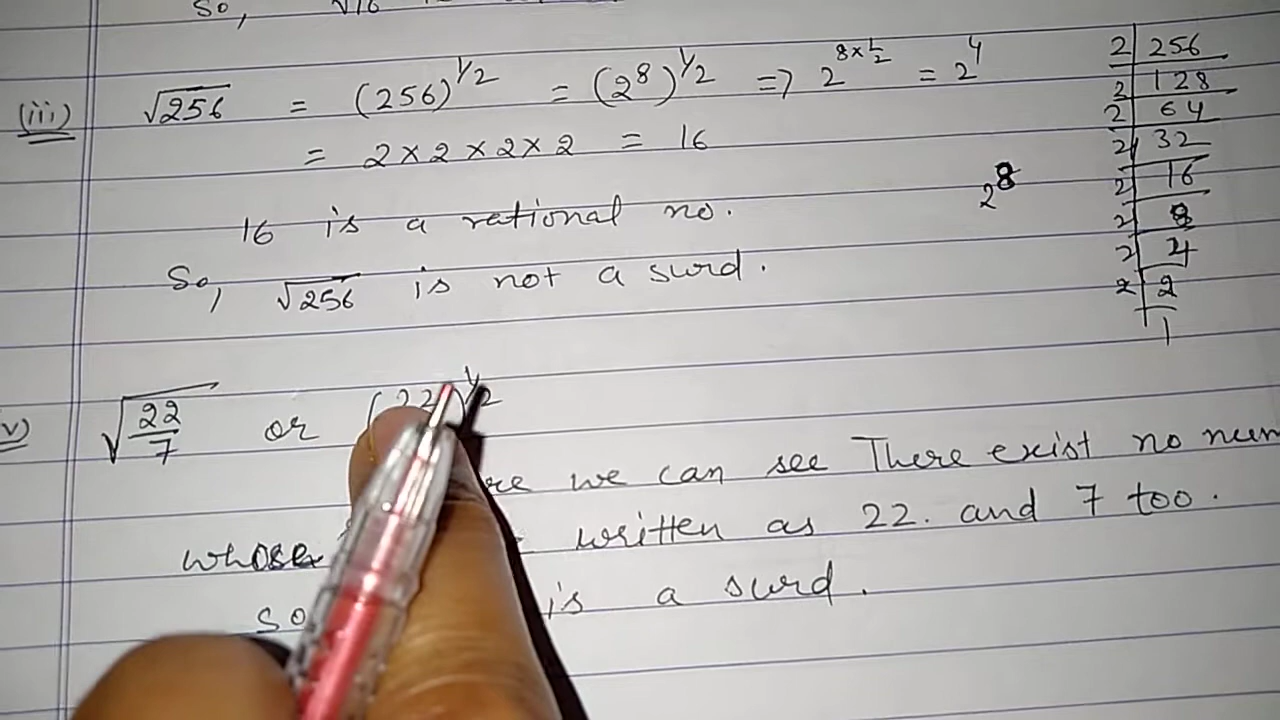 So, √16
(iii) √256 = (256)^1/2 = (2^8)^1/2 => 2^8×1/2 = 2^4
= 2 × 2 × 2 × 2 = 16
16 is a rational no.
So, √256 is not a surd.
2^8
2 | 256
2 | 128
2 | 64
2 | 32
2 | 16
2 | 8
2 | 4
2 | 2
1
v) √22/7 or (22)^1/2
we can see There exist no num
whose written as 22. and 7 too.
so is a surd.